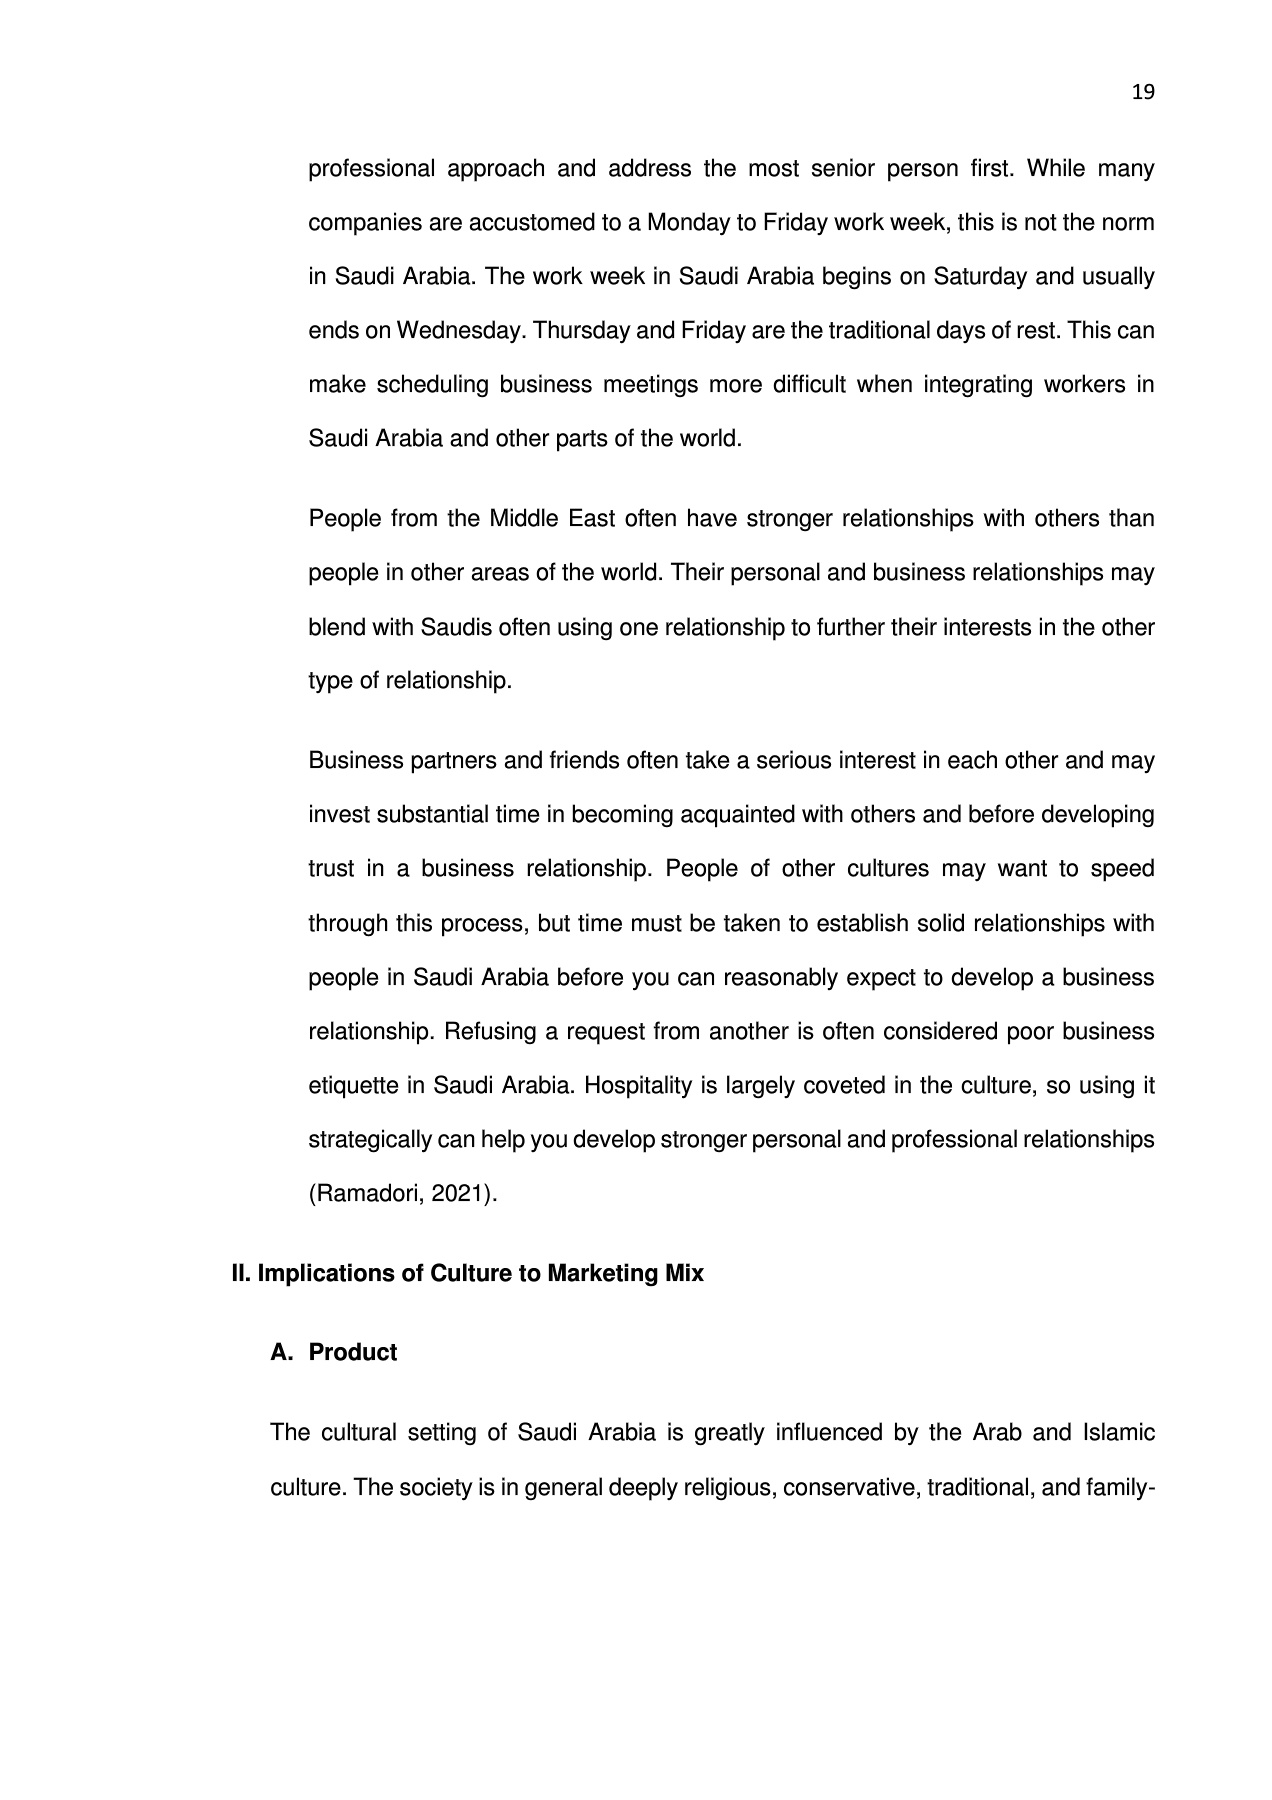 19
professional approach and address the most senior person first. While many
companies are accustomed to a Monday to Friday work week, this is not the norm
in Saudi Arabia. The work week in Saudi Arabia begins on Saturday and usually
ends on Wednesday. Thursday and Friday are the traditional days of rest. This can
make scheduling business meetings more difficult when integrating workers in
Saudi Arabia and other parts of the world.
People from the Middle East often have stronger relationships with others than
people in other areas of the world. Their personal and business relationships may
blend with Saudis often using one relationship to further their interests in the other
type of relationship.
Business partners and friends often take a serious interest in each other and may
invest substantial time in becoming acquainted with others and before developing
trust in a business relationship. People of other cultures may want to speed
through this process, but time must be taken to establish solid relationships with
people in Saudi Arabia before you can reasonably expect to develop a business
relationship. Refusing a request from another is often considered poor business
etiquette in Saudi Arabia. Hospitality is largely coveted in the culture, so using it
strategically can help you develop stronger personal and professional relationships
(Ramadori, 2021).
II. Implications of Culture to Marketing Mix
A. Product
The cultural setting of Saudi Arabia is greatly influenced by the Arab and Islamic
culture. The society is in general deeply religious, conservative, traditional, and family-